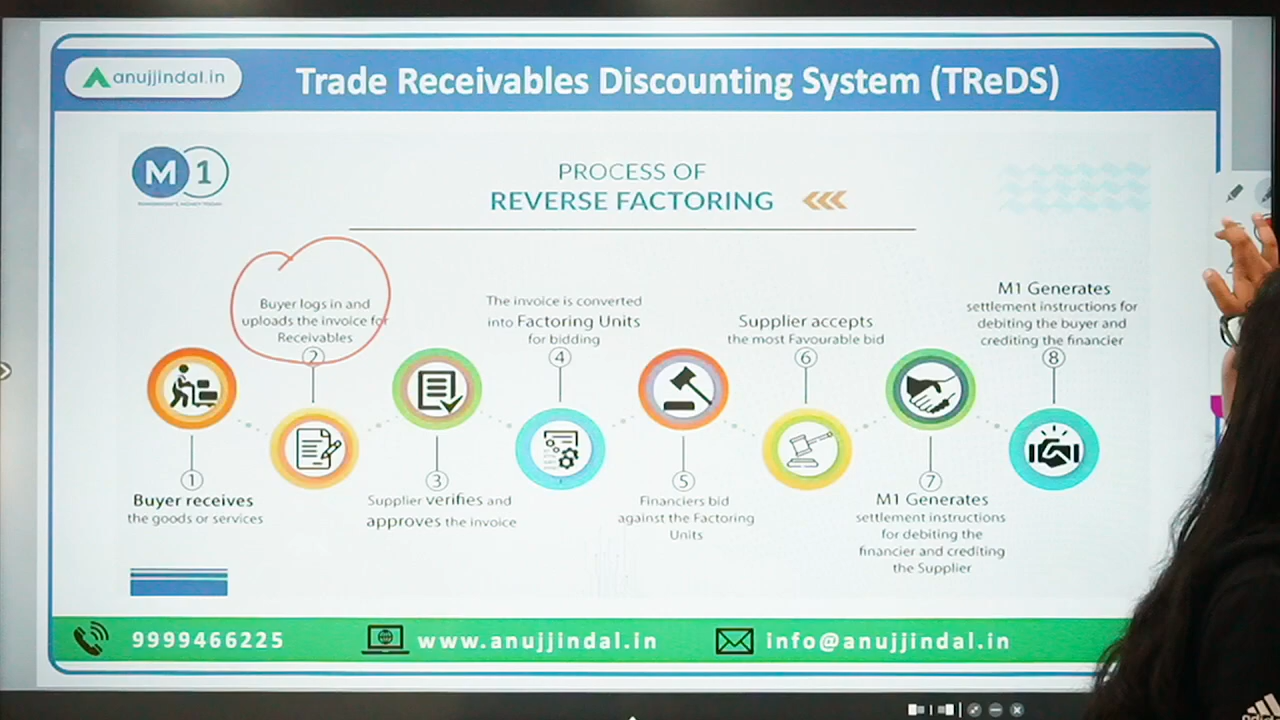 anujjindal.in
Trade Receivables Discounting System (TReDS)
M1
PROCESS OF
REVERSE FACTORING
Buyer logs in and
uploads the invoice for
Receivables
2
The invoice is converted
into Factoring Units
for bidding
4
Supplier accepts
the most Favourable bid
6
M1 Generates
settlement instructions for
debiting the buyer and
crediting the financier
8
1
Buyer receives
the goods or services
3
Supplier verifies and
approves the invoice
5
Financiers bid
against the Factoring
Units
7
M1 Generates
settlement instructions
for debiting the
financier and crediting
the Supplier
9999466225
www.anujjindal.in
info@anujjindal.in